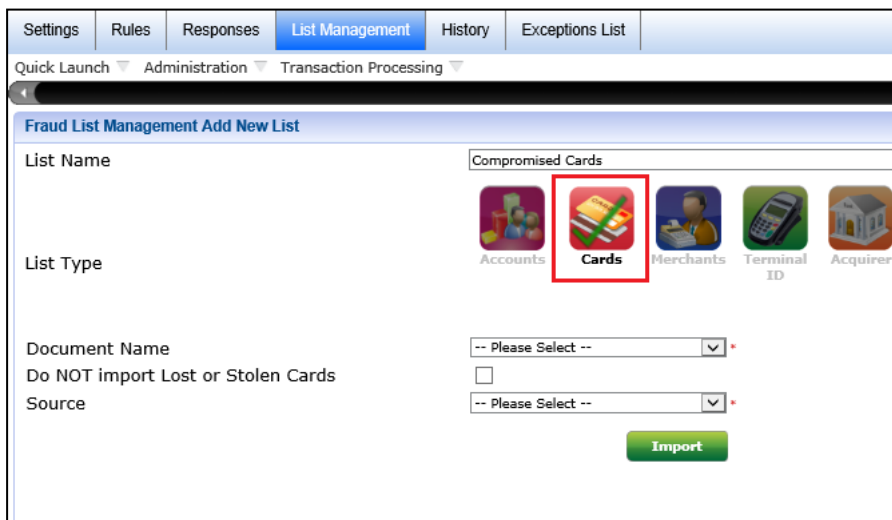 Settings Rules Responses List Management History Exceptions List
Quick Launch Administration Transaction Processing
Fraud List Management Add New List
List Name Compromised Cards
List Type
Accounts Cards Merchants Terminal ID Acquirer
Document Name -- Please Select -- *
Do NOT import Lost or Stolen Cards
Source -- Please Select -- *
Import